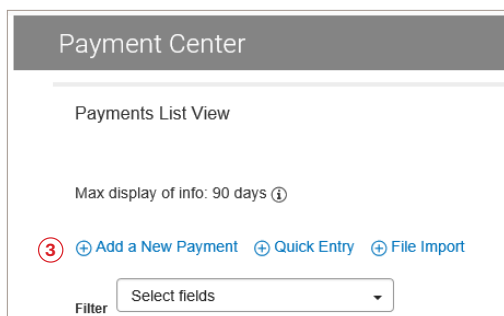 Payment Center
Payments List View
Max display of info: 90 days
3 Add a New Payment Quick Entry File Import
Filter Select fields